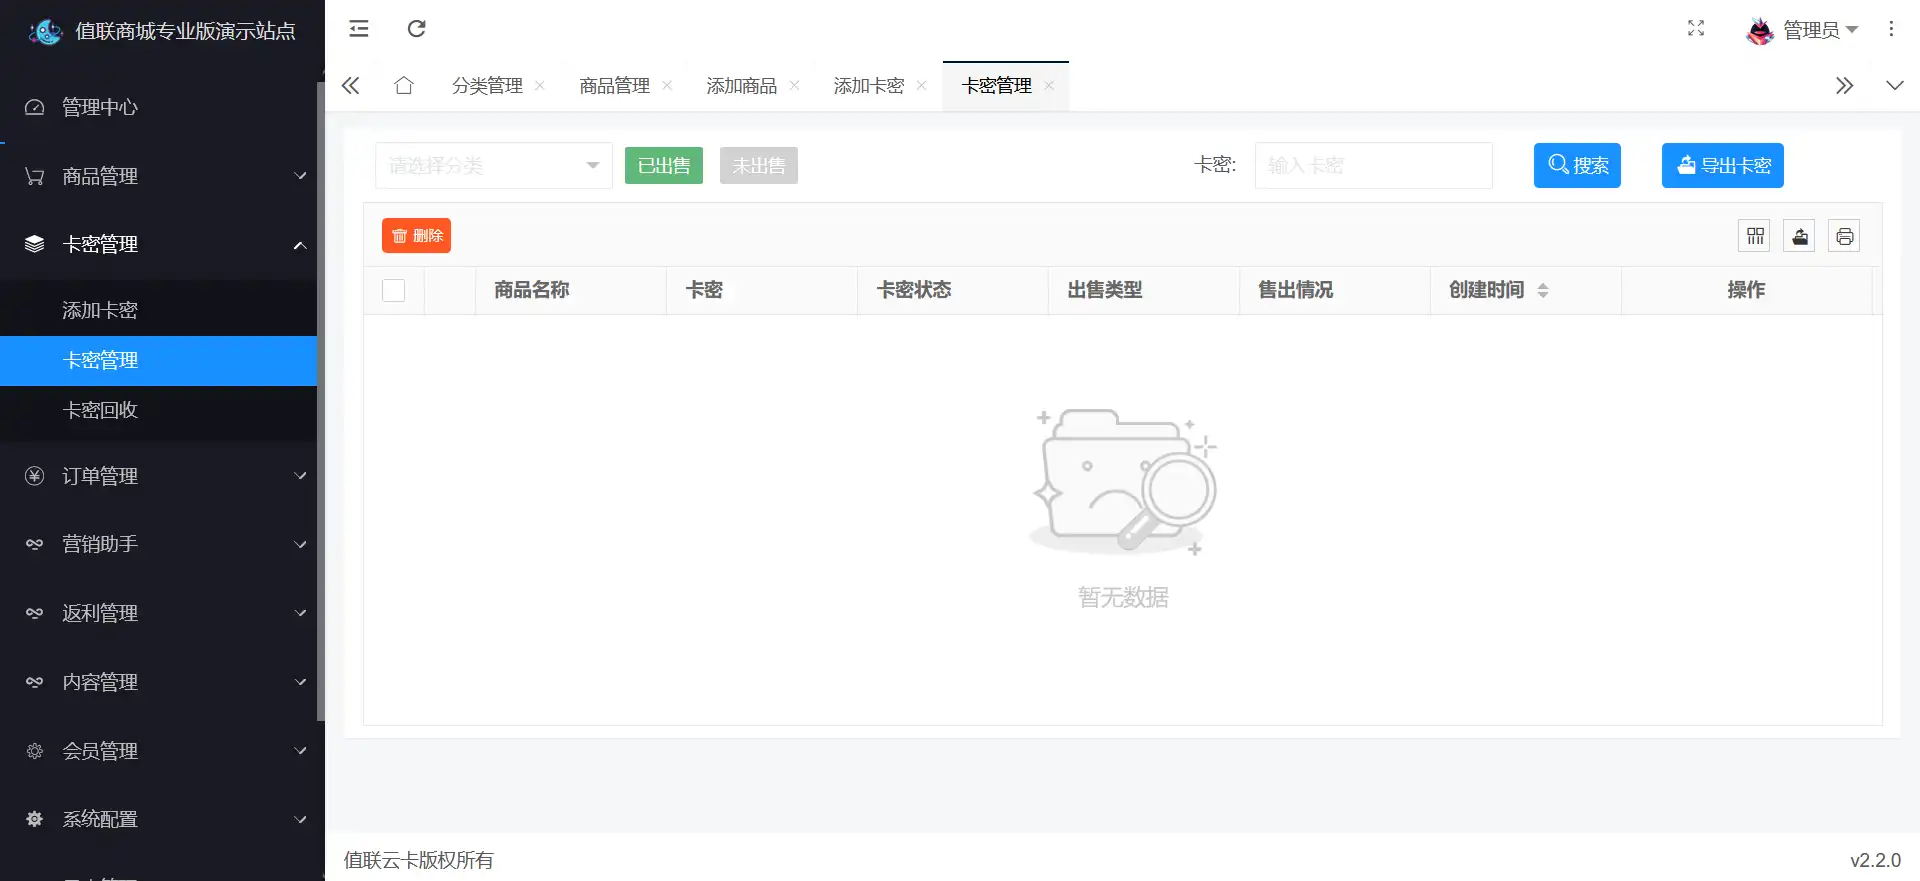 值联商城专业版演示站点
管理员
分类管理
商品管理
添加商品
添加卡密
卡密管理
管理中心
商品管理
卡密管理
添加卡密
卡密管理
卡密回收
订单管理
营销助手
返利管理
内容管理
会员管理
系统配置
请选择分类
已出售
未出售
卡密:
输入卡密
搜索
导出卡密
删除
商品名称
卡密
卡密状态
出售类型
售出情况
创建时间
操作
暂无数据
值联云卡版权所有
v2.2.0